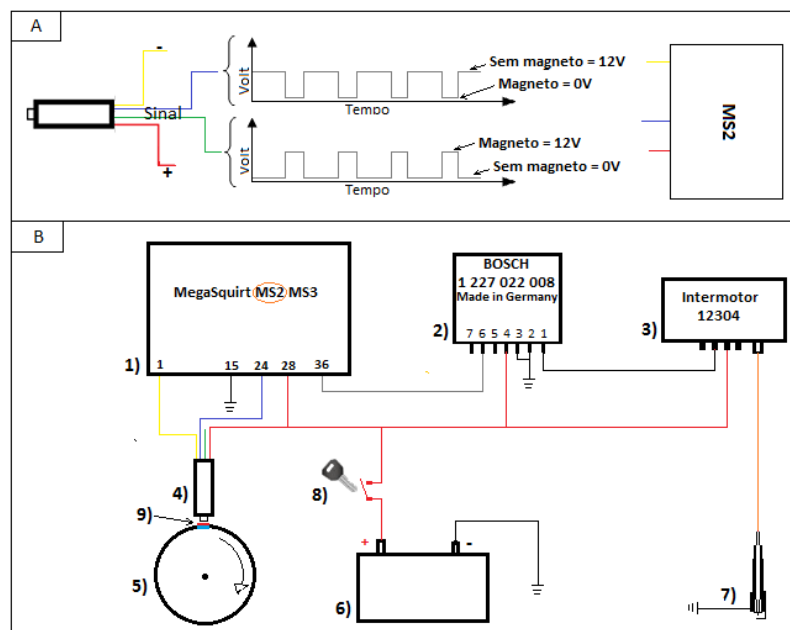 A
-
Sinal
+
Volt
Tempo
Sem magneto = 12V
Magneto = 0V
Volt
Tempo
Magneto = 12V
Sem magneto = 0V
MS2
B
MegaSquirt MS2 MS3
1 15 24 28 36
1)
BOSCH
1 227 022 008
Made in Germany
7 6 5 4 3 2 1
2)
Intermotor
12304
3)
4)
9)
5)
8)
+ -
6)
7)